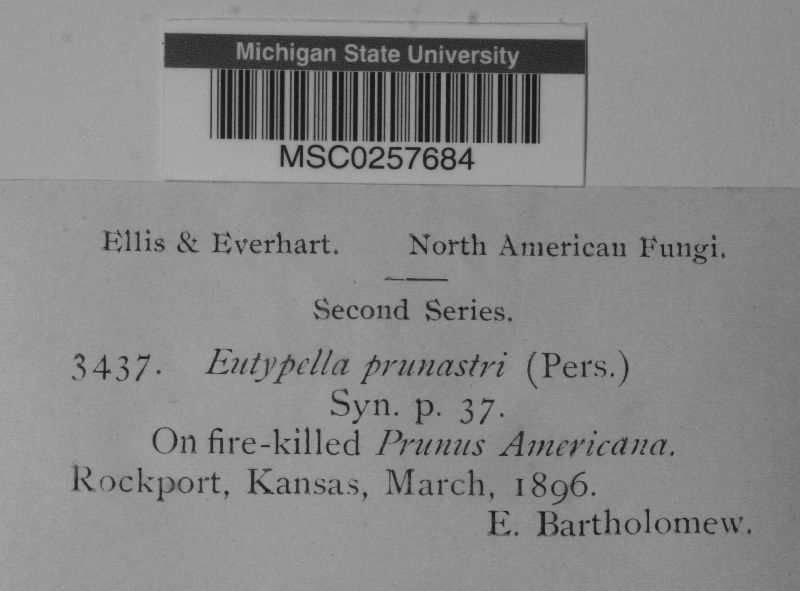 Michigan State University
MSC0257684
Ellis & Everhart. North American Fungi.
Second Series.
3437. Eutypella prunastri (Pers.)
Syn. p. 37.
On fire-killed Prunus Americana.
Rockport, Kansas, March, 1896.
E. Bartholomew.